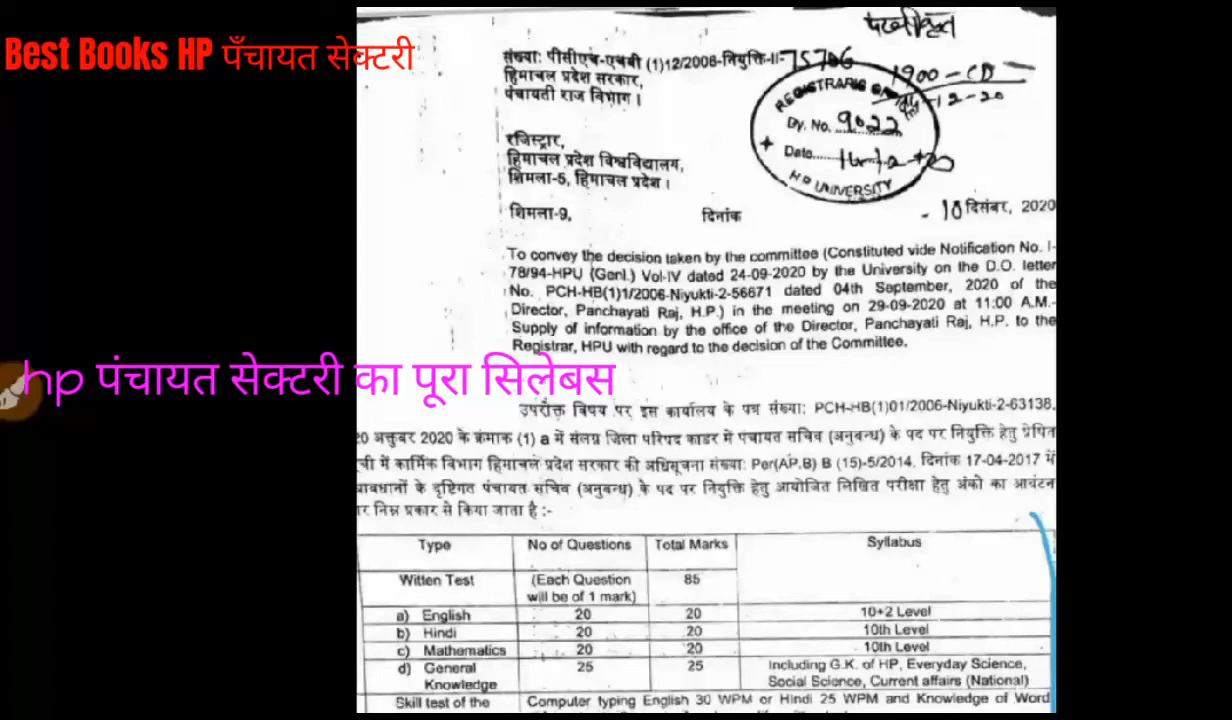 Best Books HP पँचायत सेक्टरी
संख्याः पीसीएच-एचबी (1)12/2006-नियुक्ति-II-75706
हिमाचल प्रदेश सरकार,
पंचायती राज विभाग।
1900-CD
12-20
REGISTRAR'S
Dy. No. 9022
Date
H P UNIVERSITY
रजिस्ट्रार,
हिमाचल प्रदेश विश्वविद्यालय,
शिमला-5, हिमाचल प्रदेश।
शिमला-9, दिनांक -10 दिसंबर, 2020
To convey the decision taken by the committee (Constituted vide Notification No. I-
78/94-HPU (Genl.) Vol-IV dated 24-09-2020 by the University on the D.O. letter
No. PCH-HB(1)1/2006-Niyukti-2-56671 dated 04th September, 2020 of the
Director, Panchayati Raj, H.P.) in the meeting on 29-09-2020 at 11:00 A.M.-
Supply of information by the office of the Director, Panchayati Raj, H.P. to the
Registrar, HPU with regard to the decision of the Committee.
hp पंचायत सेक्टरी का पूरा सिलेबस
उपरोक्त विषय पर इस कार्यालय के पत्र संख्याः PCH-HB(1)01/2006-Niyukti-2-63138,
20 अक्तुबर 2020 के क्रमाक (1) a में संलग्र जिला परिषद काडर में पंचायत सचिव (अनुबन्ध) के पद पर नियुक्ति हेतु प्रेषित
ची में कार्मिक विभाग हिमाचल प्रदेश सरकार की अधिसूचना संख्या: Per(AP.B) B (15)-5/2014, दिनांक 17-04-2017 में
ावधानों के दृष्टिगत पंचायत सचिव (अनुबन्ध) के पद पर नियुक्ति हेतु आयोजित लिखित परीक्षा हेतु अंको का आवंटन
र निम्न प्रकार से किया जाता है :-
Type No of Questions Total Marks Syllabus
Witten Test (Each Question 85
will be of 1 mark)
a) English 20 20 10+2 Level
b) Hindi 20 20 10th Level
c) Mathematics 20 20 10th Level
d) General 25 25 Including G.K. of HP, Everyday Science,
Knowledge Social Science, Current affairs (National)
Skill test of the Computer typing English 30 WPM or Hindi 25 WPM and Knowledge of Word